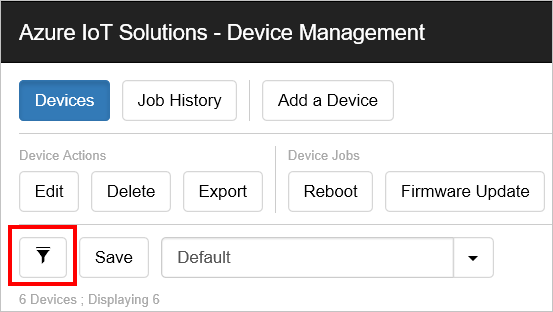 Azure IoT Solutions - Device Management
Devices Job History Add a Device
Device Actions Device Jobs
Edit Delete Export Reboot Firmware Update
Save Default
6 Devices ; Displaying 6